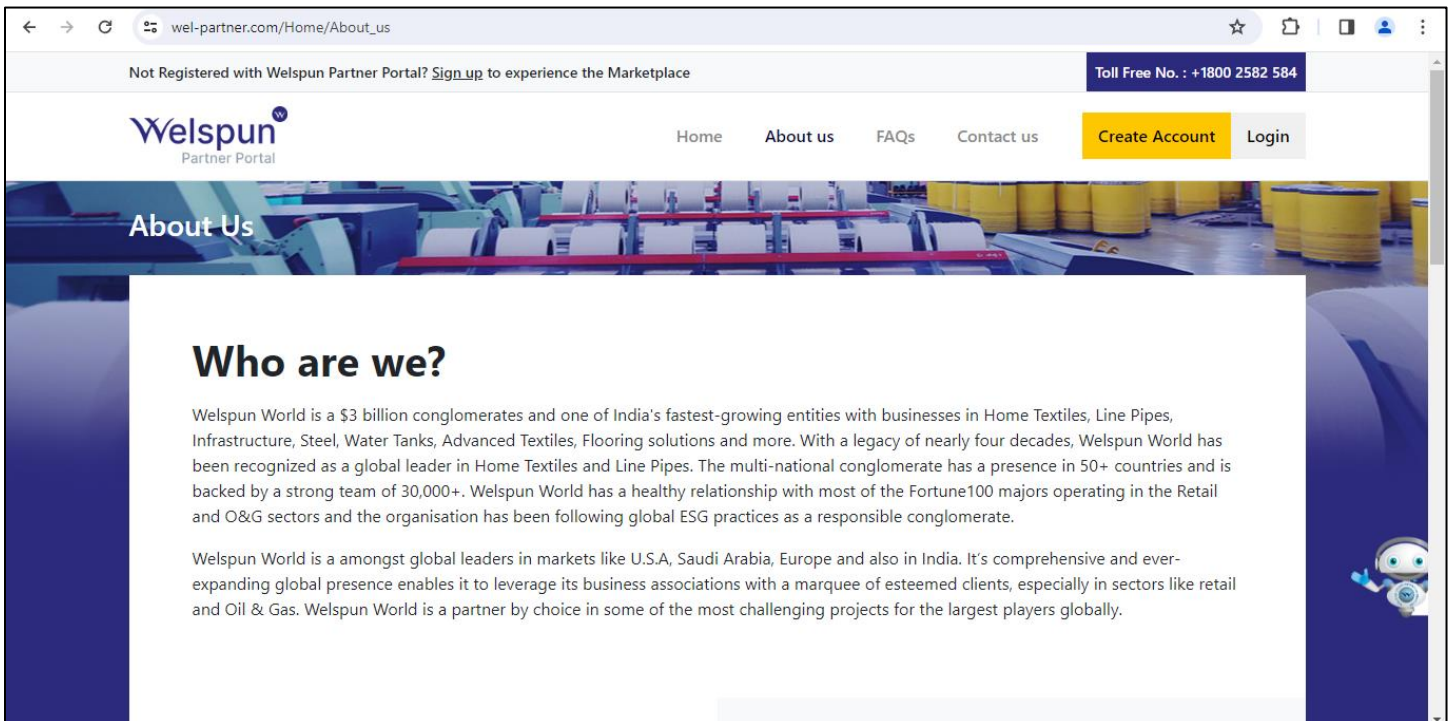 wel-partner.com/Home/About_us
Not Registered with Welspun Partner Portal? Sign up to experience the Marketplace
Toll Free No. : +1800 2582 584
Welspun W
Partner Portal
Home About us FAQs Contact us Create Account Login
About Us
Who are we?
Welspun World is a $3 billion conglomerates and one of India's fastest-growing entities with businesses in Home Textiles, Line Pipes,
Infrastructure, Steel, Water Tanks, Advanced Textiles, Flooring solutions and more. With a legacy of nearly four decades, Welspun World has
been recognized as a global leader in Home Textiles and Line Pipes. The multi-national conglomerate has a presence in 50+ countries and is
backed by a strong team of 30,000+. Welspun World has a healthy relationship with most of the Fortune100 majors operating in the Retail
and O&G sectors and the organisation has been following global ESG practices as a responsible conglomerate.
Welspun World is a amongst global leaders in markets like U.S.A, Saudi Arabia, Europe and also in India. It’s comprehensive and ever-
expanding global presence enables it to leverage its business associations with a marquee of esteemed clients, especially in sectors like retail
and Oil & Gas. Welspun World is a partner by choice in some of the most challenging projects for the largest players globally.